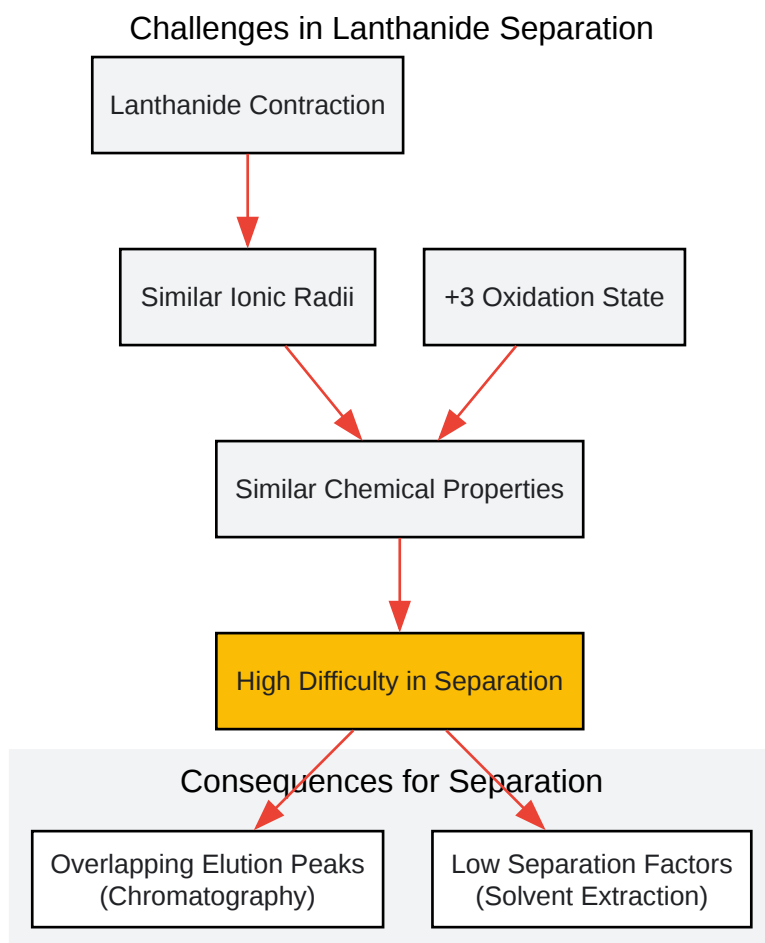 Challenges in Lanthanide Separation
Lanthanide Contraction
Similar Ionic Radii
+3 Oxidation State
Similar Chemical Properties
High Difficulty in Separation
Consequences for Separation
Overlapping Elution Peaks
(Chromatography)
Low Separation Factors
(Solvent Extraction)